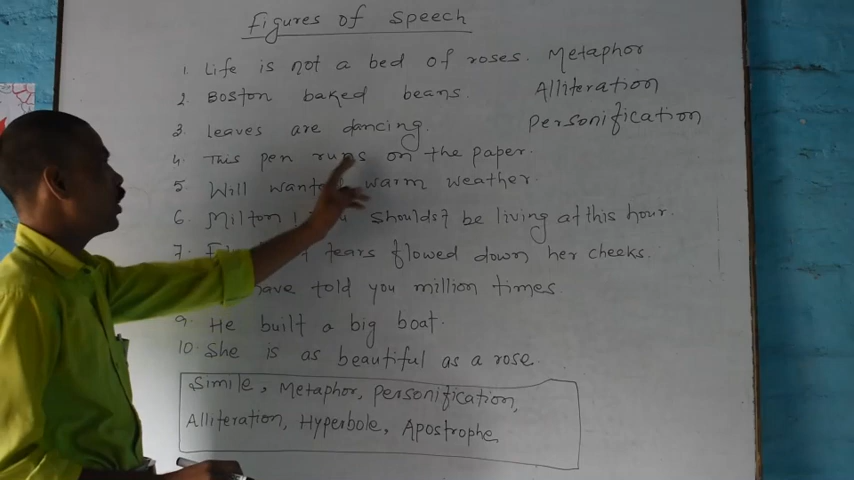 Figures of Speech
1. Life is not a bed of roses. Metaphor
2. Boston baked beans. Alliteration
3. leaves are dancing. Personification
4. This pen runs on the paper.
5. Will warm weather.
6. Milton! shouldst be living at this hour.
7. tears flowed down her cheeks.
have told you million times.
9. He built a big boat.
10. She is as beautiful as a rose
Simile, Metaphor, Personification,
Alliteration, Hyperbole, Apostrophe,